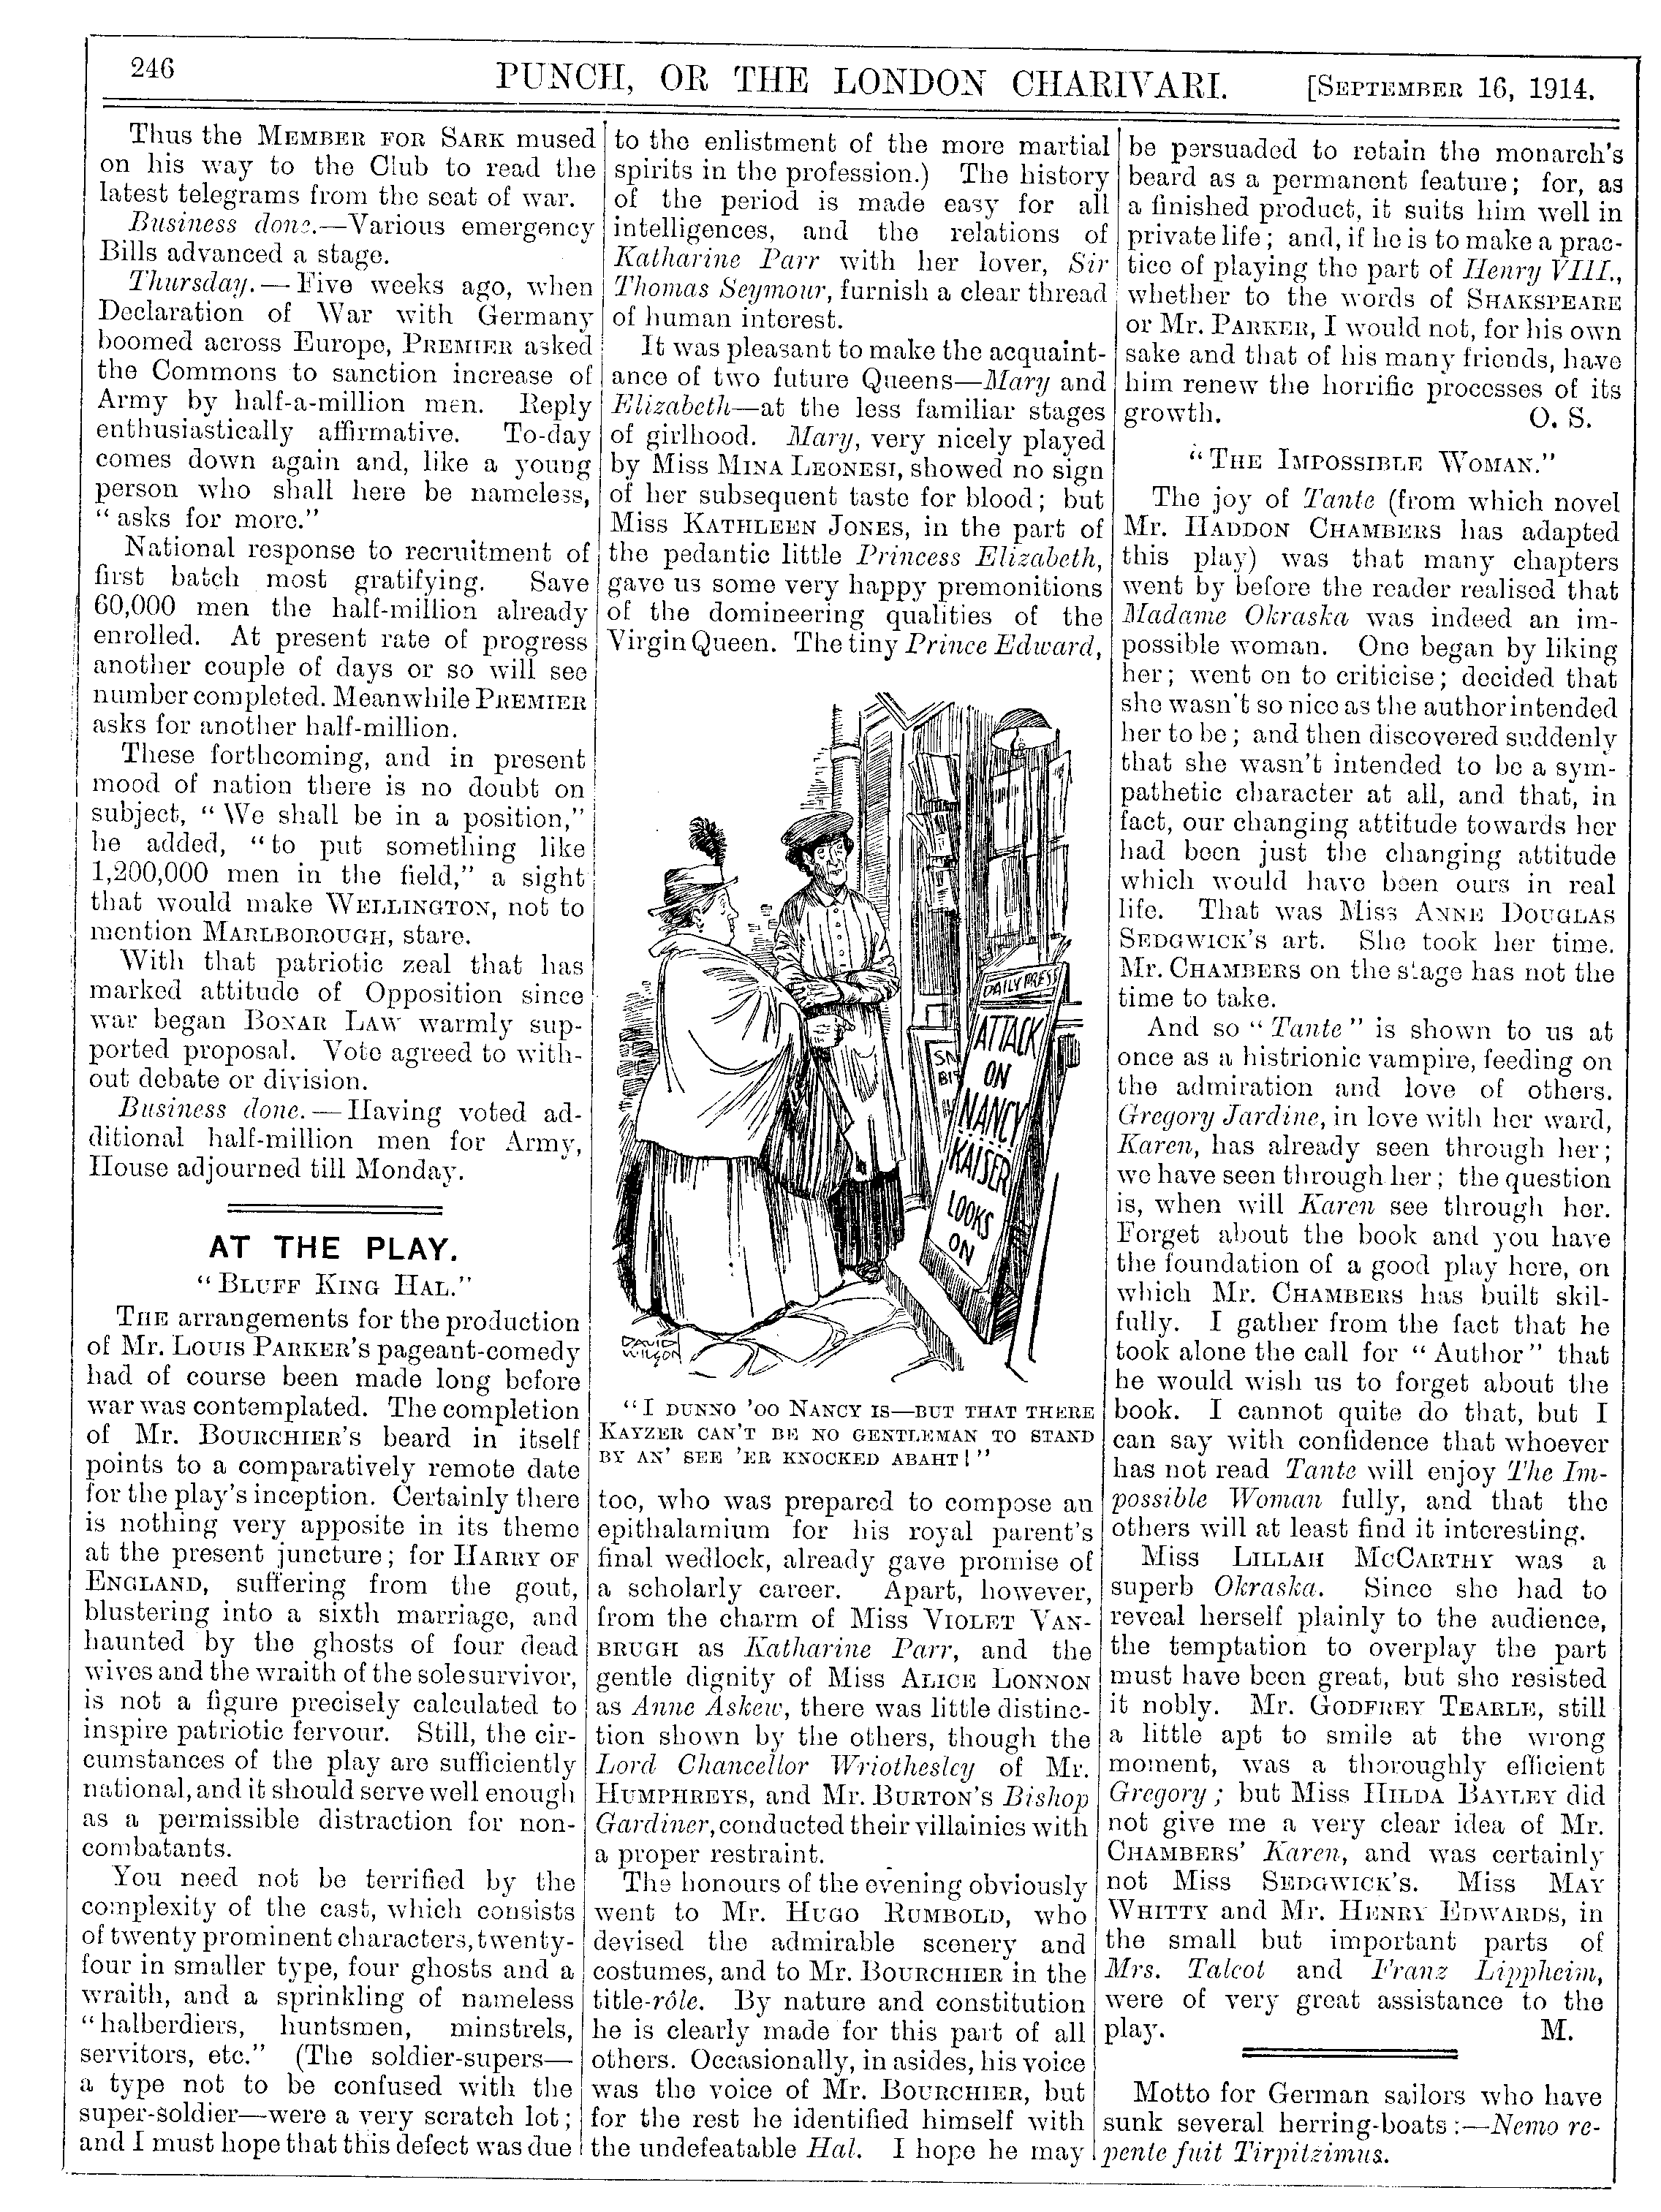 246
PUNCH, OR THE LONDON CHARIVARI.
[SEPTEMBER 16, 1914.
Thus the MEMBER FOR SARK mused
on his way to the Club to read the
latest telegrams from the seat of war.
Business done.—Various emergency
Bills advanced a stage.
Thursday.—Five weeks ago, when
Declaration of War with Germany
boomed across Europe, PREMIER asked
the Commons to sanction increase of
Army by half-a-million men. Reply
enthusiastically affirmative. To-day
comes down again and, like a young
person who shall here be nameless,
"asks for more."
National response to recruitment of
first batch most gratifying. Save
60,000 men the half-million already
enrolled. At present rate of progress
another couple of days or so will see
number completed. Meanwhile PREMIER
asks for another half-million.
These forthcoming, and in present
mood of nation there is no doubt on
subject, "We shall be in a position,"
he added, "to put something like
1,200,000 men in the field," a sight
that would make WELLINGTON, not to
mention MARLBOROUGH, stare.
With that patriotic zeal that has
marked attitude of Opposition since
war began BONAR LAW warmly sup-
ported proposal. Vote agreed to with-
out debate or division.
Business done.—Having voted ad-
ditional half-million men for Army,
House adjourned till Monday.
AT THE PLAY.
"BLUFF KING HAL."
THE arrangements for the production
of Mr. LOUIS PARKER'S pageant-comedy
had of course been made long before
war was contemplated. The completion
of Mr. BOURCHIER'S beard in itself
points to a comparatively remote date
for the play's inception. Certainly there
is nothing very apposite in its theme
at the present juncture; for HARRY OF
ENGLAND, suffering from the gout,
blustering into a sixth marriage, and
haunted by the ghosts of four dead
wives and the wraith of the sole survivor,
is not a figure precisely calculated to
inspire patriotic fervour. Still, the cir-
cumstances of the play are sufficiently
national, and it should serve well enough
as a permissible distraction for non-
combatants.
You need not be terrified by the
complexity of the cast, which consists
of twenty prominent characters, twenty-
four in smaller type, four ghosts and a
wraith, and a sprinkling of nameless
"halberdiers, huntsmen, minstrels,
servitors, etc." (The soldier-supers—
a type not to be confused with the
super-soldier—were a very scratch lot;
and I must hope that this defect was due
to the enlistment of the more martial
spirits in the profession.) The history
of the period is made easy for all
intelligences, and the relations of
Katharine Parr with her lover, Sir
Thomas Seymour, furnish a clear thread
of human interest.
It was pleasant to make the acquaint-
ance of two future Queens—Mary and
Elizabeth—at the less familiar stages
of girlhood. Mary, very nicely played
by Miss MINA LEONESI, showed no sign
of her subsequent taste for blood; but
Miss KATHLEEN JONES, in the part of
the pedantic little Princess Elizabeth,
gave us some very happy premonitions
of the domineering qualities of the
Virgin Queen. The tiny Prince Edward,
DAILY PRESS
ATTACK
ON
NANCY
KAISER
LOOKS
ON
SN
BIT
DAVID
WILSON
"I DUNNO 'OO NANCY IS—BUT THAT THERE
KAYZER CAN'T BE NO GENTLEMAN TO STAND
BY AN' SEE 'ER KNOCKED ABAHT!"
too, who was prepared to compose an
epithalamium for his royal parent's
final wedlock, already gave promise of
a scholarly career. Apart, however,
from the charm of Miss VIOLET VAN-
BRUGH as Katharine Parr, and the
gentle dignity of Miss ALICE LONNON
as Anne Askew, there was little distinc-
tion shown by the others, though the
Lord Chancellor Wriothesley of Mr.
HUMPHREYS, and Mr. BURTON'S Bishop
Gardiner, conducted their villainies with
a proper restraint.
The honours of the evening obviously
went to Mr. HUGO RUMBOLD, who
devised the admirable scenery and
costumes, and to Mr. BOURCHIER in the
title-rôle. By nature and constitution
he is clearly made for this part of all
others. Occasionally, in asides, his voice
was the voice of Mr. BOURCHIER, but
for the rest he identified himself with
the undefeatable Hal. I hope he may
be persuaded to retain the monarch's
beard as a permanent feature; for, as
a finished product, it suits him well in
private life; and, if he is to make a prac-
tice of playing the part of Henry VIII.,
whether to the words of SHAKSPEARE
or Mr. PARKER, I would not, for his own
sake and that of his many friends, have
him renew the horrific processes of its
growth. O. S.
"THE IMPOSSIBLE WOMAN."
The joy of Tante (from which novel
Mr. HADDON CHAMBERS has adapted
this play) was that many chapters
went by before the reader realised that
Madame Okraska was indeed an im-
possible woman. One began by liking
her; went on to criticise; decided that
she wasn't so nice as the author intended
her to be; and then discovered suddenly
that she wasn't intended to be a sym-
pathetic character at all, and that, in
fact, our changing attitude towards her
had been just the changing attitude
which would have been ours in real
life. That was Miss ANNE DOUGLAS
SEDGWICK'S art. She took her time.
Mr. CHAMBERS on the stage has not the
time to take.
And so "Tante" is shown to us at
once as a histrionic vampire, feeding on
the admiration and love of others.
Gregory Jardine, in love with her ward,
Karen, has already seen through her;
we have seen through her; the question
is, when will Karen see through her.
Forget about the book and you have
the foundation of a good play here, on
which Mr. CHAMBERS has built skil-
fully. I gather from the fact that he
took alone the call for "Author" that
he would wish us to forget about the
book. I cannot quite do that, but I
can say with confidence that whoever
has not read Tante will enjoy The Im-
possible Woman fully, and that the
others will at least find it interesting.
Miss LILLAH MCCARTHY was a
superb Okraska. Since she had to
reveal herself plainly to the audience,
the temptation to overplay the part
must have been great, but she resisted
it nobly. Mr. GODFREY TEARLE, still
a little apt to smile at the wrong
moment, was a thoroughly efficient
Gregory; but Miss HILDA BAYLEY did
not give me a very clear idea of Mr.
CHAMBERS' Karen, and was certainly
not Miss SEDGWICK'S. Miss MAY
WHITTY and Mr. HENRY EDWARDS, in
the small but important parts of
Mrs. Talcot and Franz Lippheim,
were of very great assistance to the
play. M.
Motto for German sailors who have
sunk several herring-boats:—Nemo re-
pente fuit Tirpitzimus.